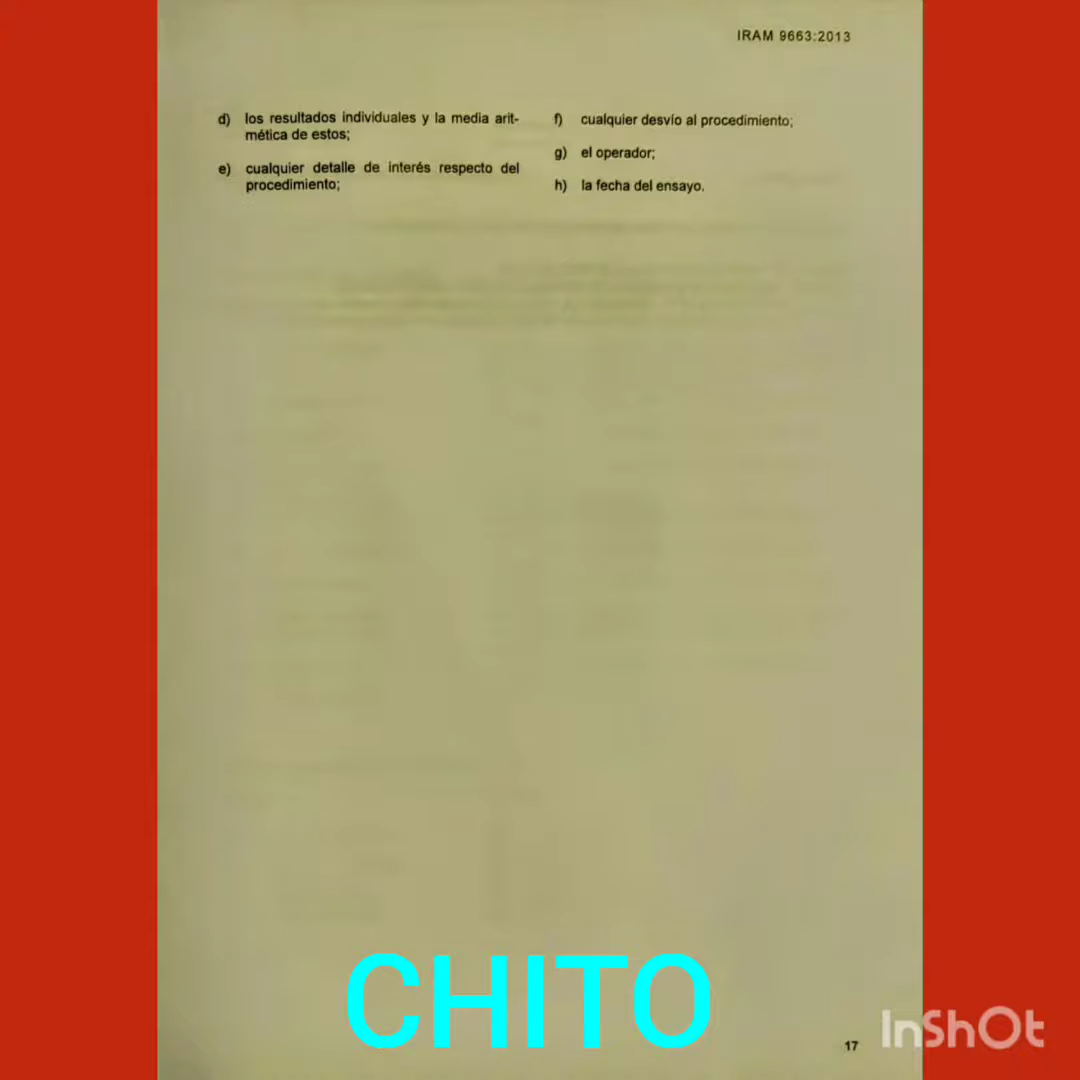 IRAM 9663:2013
d) los resultados individuales y la media arit-
mética de estos;
e) cualquier detalle de interés respecto del
procedimiento;
f) cualquier desvío al procedimiento;
g) el operador;
h) la fecha del ensayo.
CHITO
17
InShOt